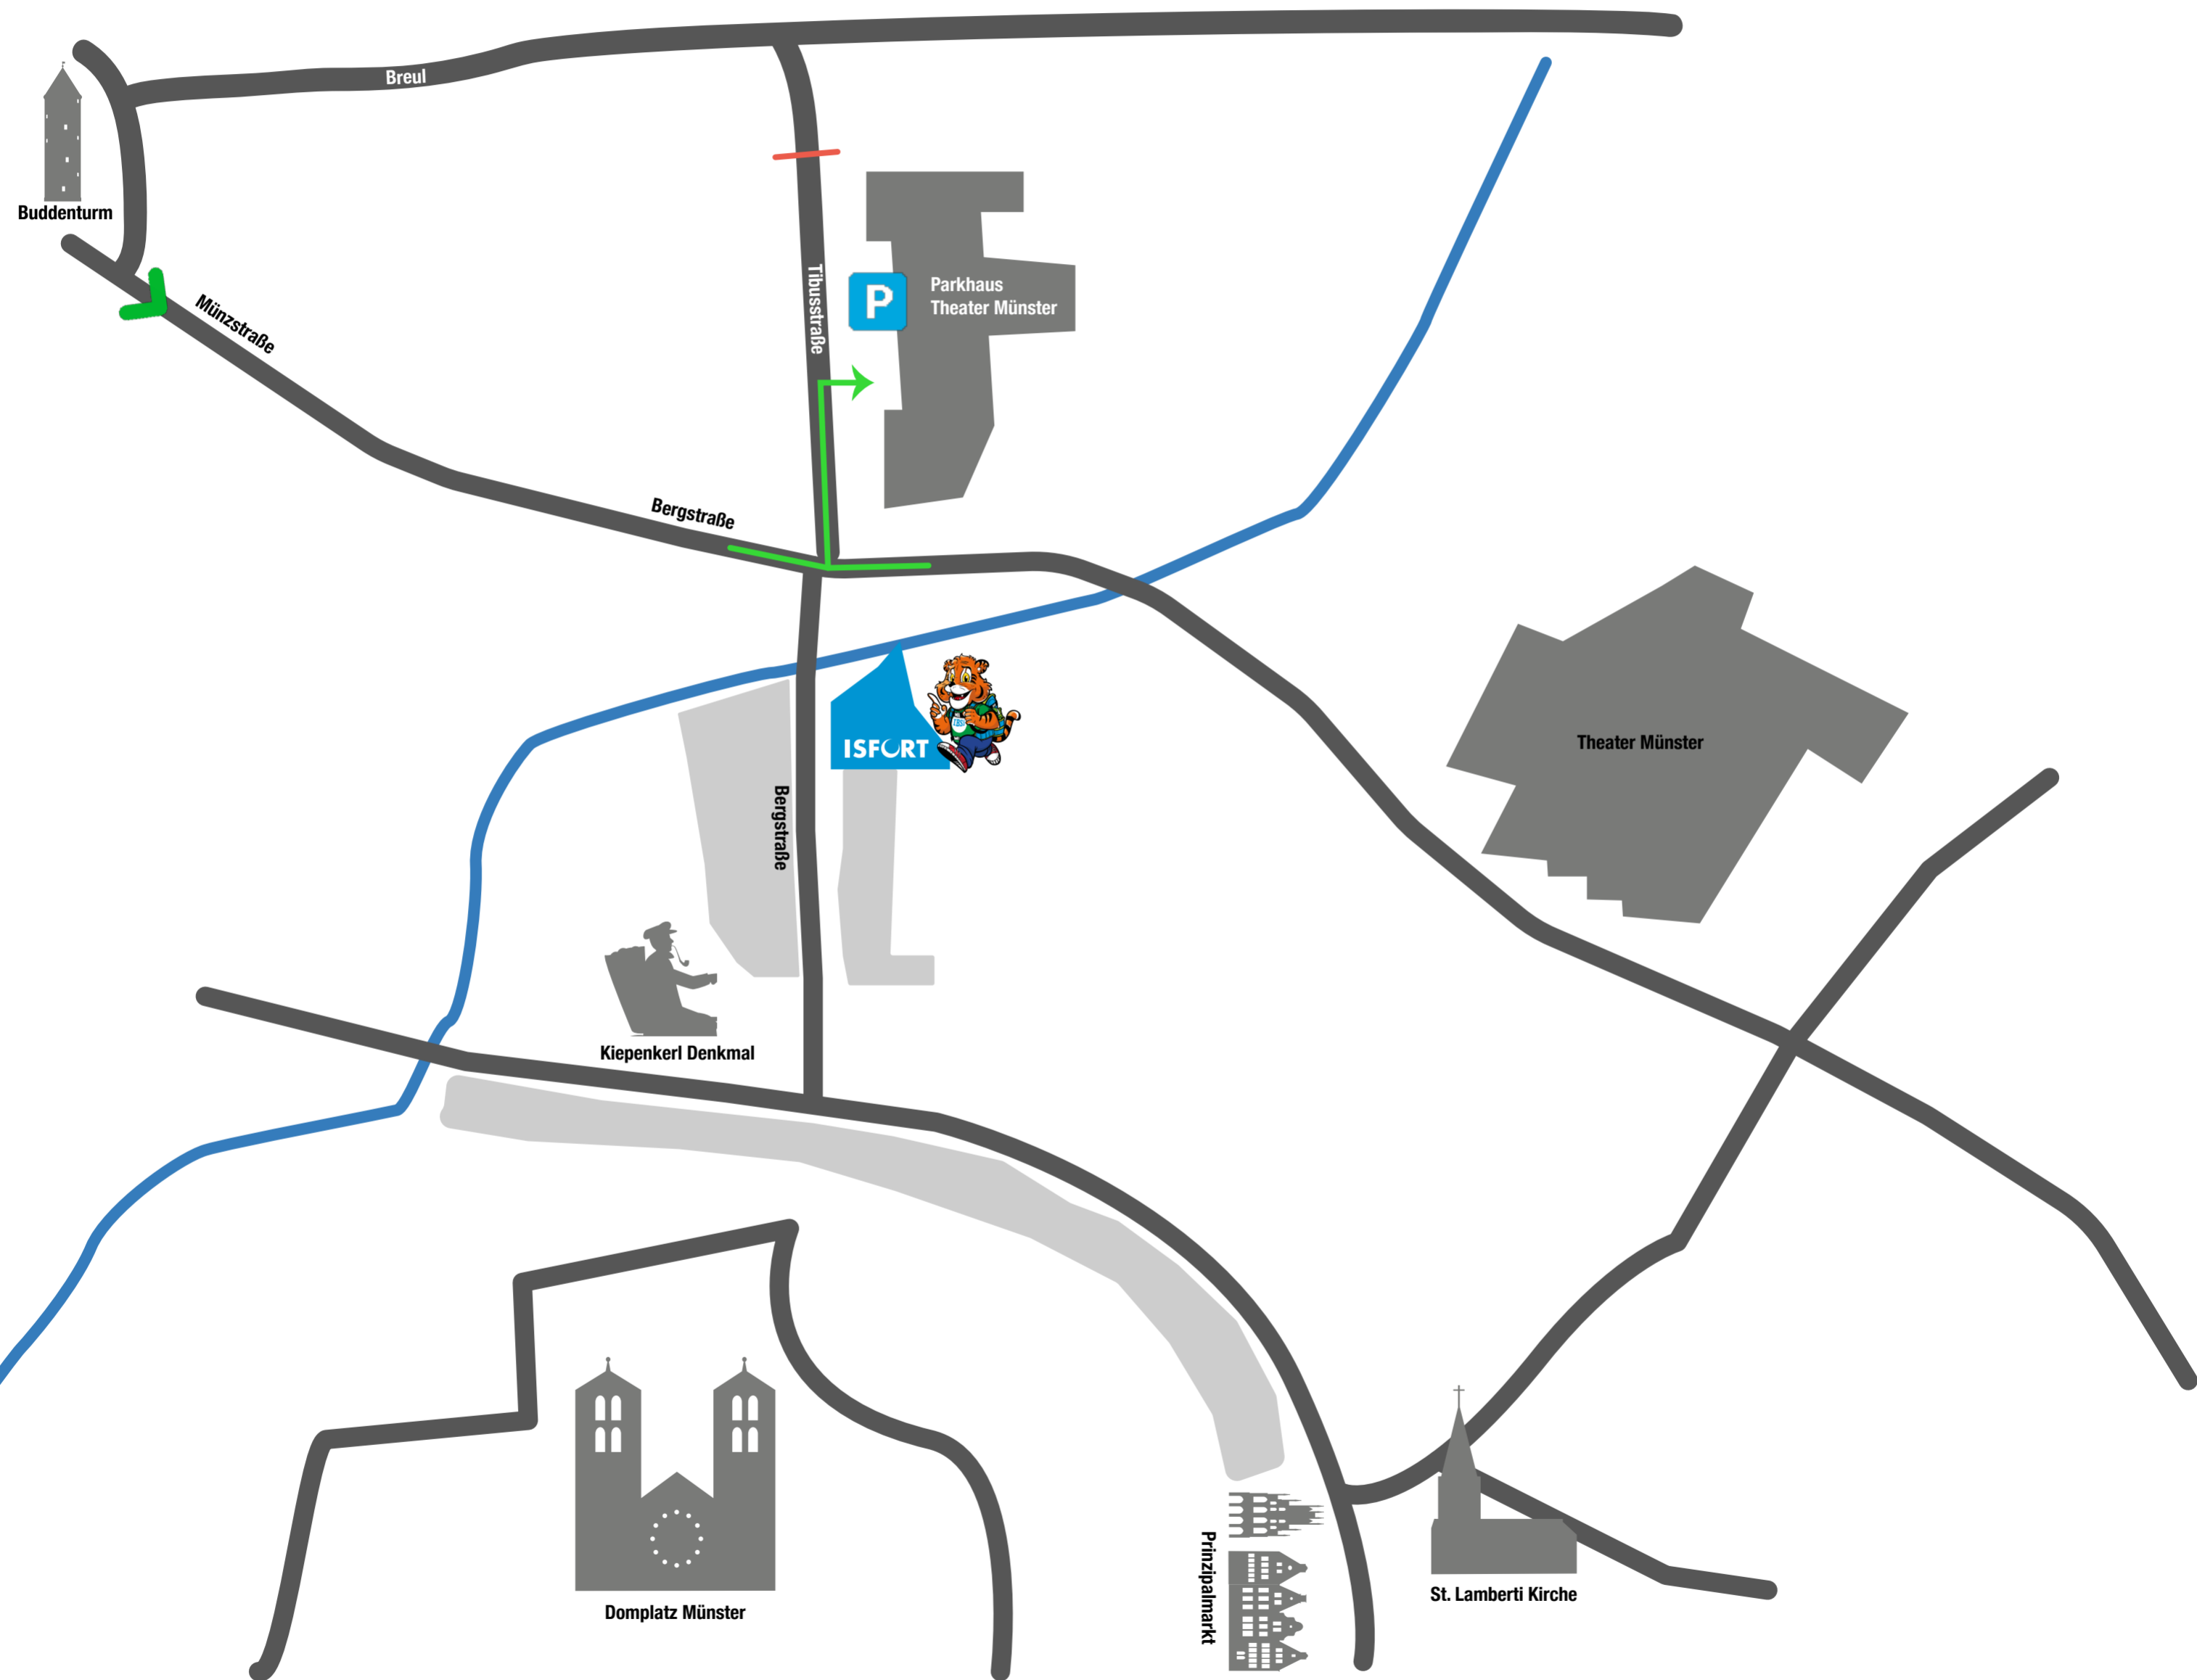 Breul
Buddenturm
Münzstraße
Tibusstraße
P
Parkhaus
Theater Münster
Bergstraße
ISFORT
Theater Münster
Bergstraße
Kiepenkerl Denkmal
Prinzipalmarkt
St. Lamberti Kirche
Domplatz Münster